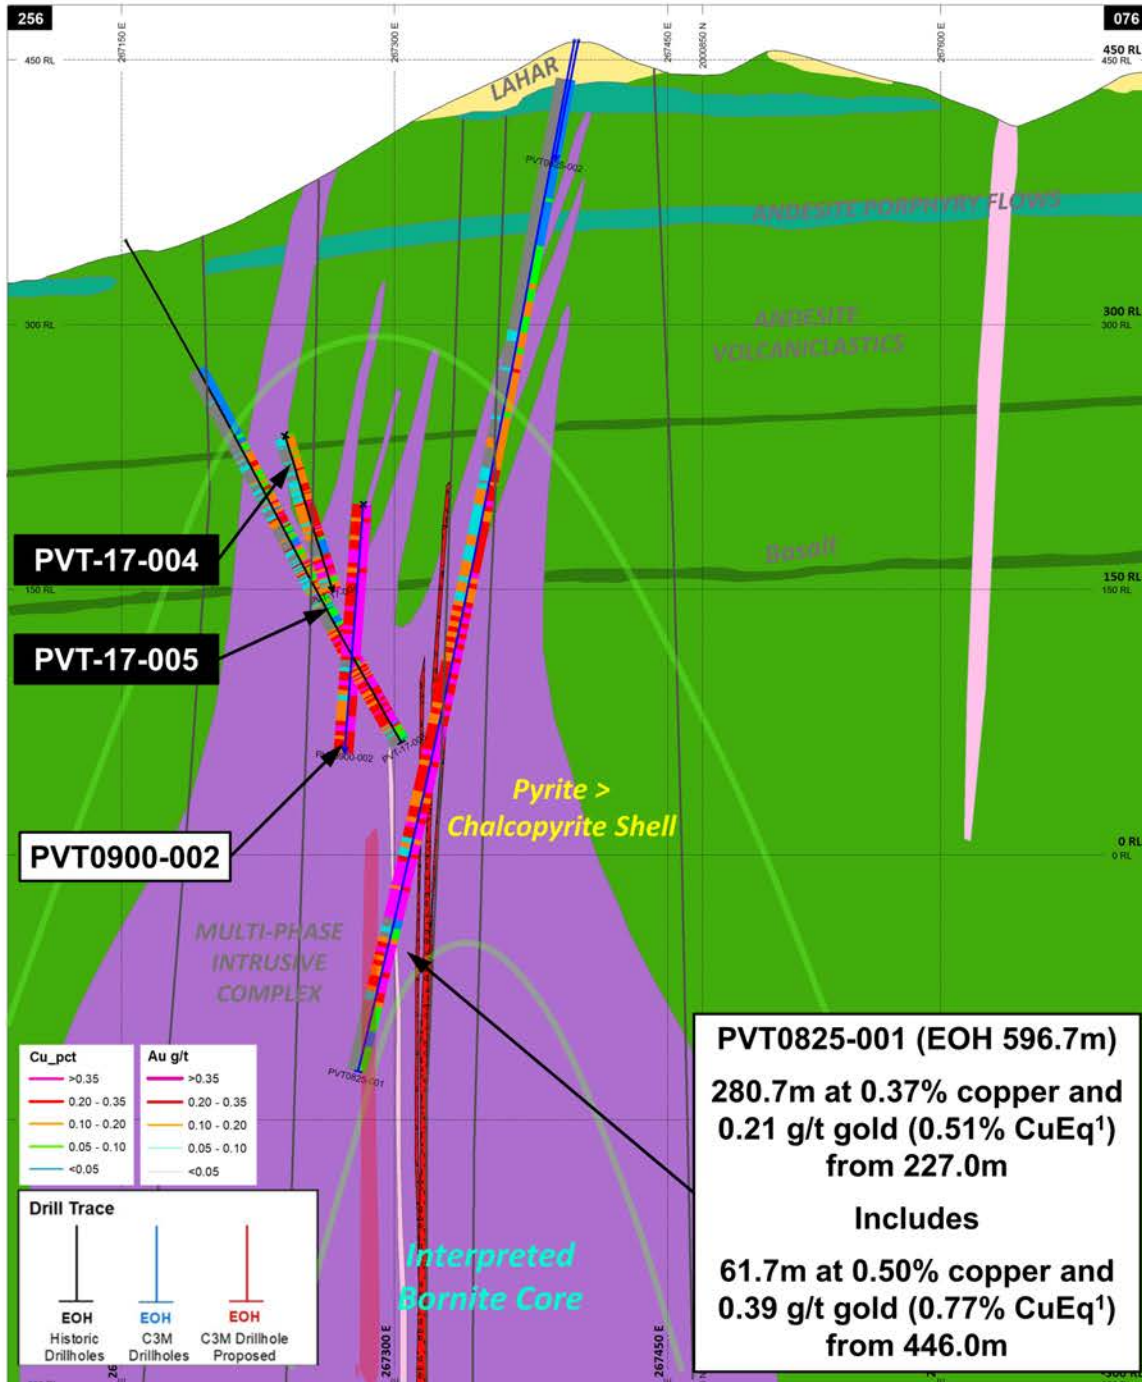 256
076
267150 E
267300 E
267450 E
2000850 N
267600 E
450 RL
450 RL
450 RL
LAHAR
PVT0825-002
ANDESITE PORPHYRY FLOWS
300 RL
300 RL
300 RL
ANDESITE
VOLCANICLASTICS
PVT-17-004
Basalt
150 RL
150 RL
PVT-17-005
PVT-17-005
PVT0900-002
Pyrite >
Chalcopyrite Shell
0 RL
0 RL
MULTI-PHASE
INTRUSIVE
COMPLEX
PVT0825-001
Cu_pct
>0.35
0.20 - 0.35
0.10 - 0.20
0.05 - 0.10
<0.05
Au g/t
>0.35
0.20 - 0.35
0.10 - 0.20
0.05 - 0.10
<0.05
Drill Trace
EOH
Historic
Drillholes
EOH
C3M
Drillholes
EOH
C3M Drillhole
Proposed
Interpreted
Bornite Core
267300 E
267450 E
PVT0825-001 (EOH 596.7m)
280.7m at 0.37% copper and
0.21 g/t gold (0.51% CuEq¹)
from 227.0m
Includes
61.7m at 0.50% copper and
0.39 g/t gold (0.77% CuEq¹)
from 446.0m